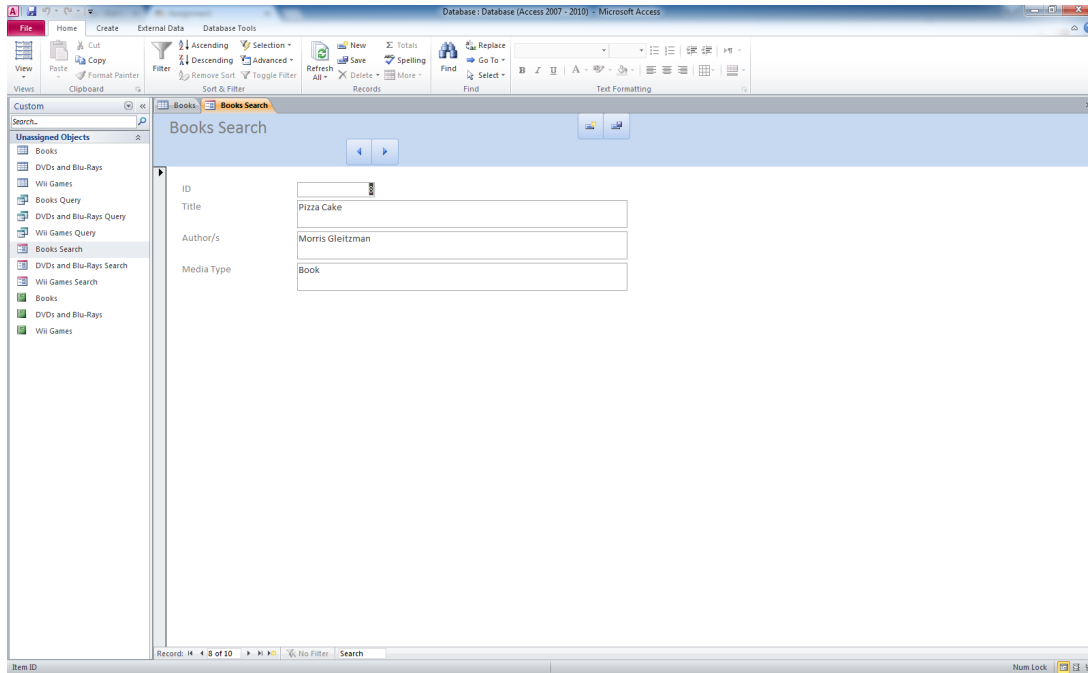 Database : Database (Access 2007 - 2010) - Microsoft Access
File Home Create External Data Database Tools
Cut Ascending Selection New Totals Replace
Copy Descending Advanced Save Spelling Go To
View Paste Format Painter Filter Remove Sort Toggle Filter Refresh All Delete More Find Select
B I U A
Views Clipboard Sort & Filter Records Find Text Formatting
Custom
Search..
Unassigned Objects
Books
DVDs and Blu-Rays
Wii Games
Books Query
DVDs and Blu-Rays Query
Wii Games Query
Books Search
DVDs and Blu-Rays Search
Wii Games Search
Books
DVDs and Blu-Rays
Wii Games
Books Books Search
Books Search
ID
Title Pizza Cake
Author/s Morris Gleitzman
Media Type Book
Record: 8 of 10 No Filter Search
Item ID Num Lock